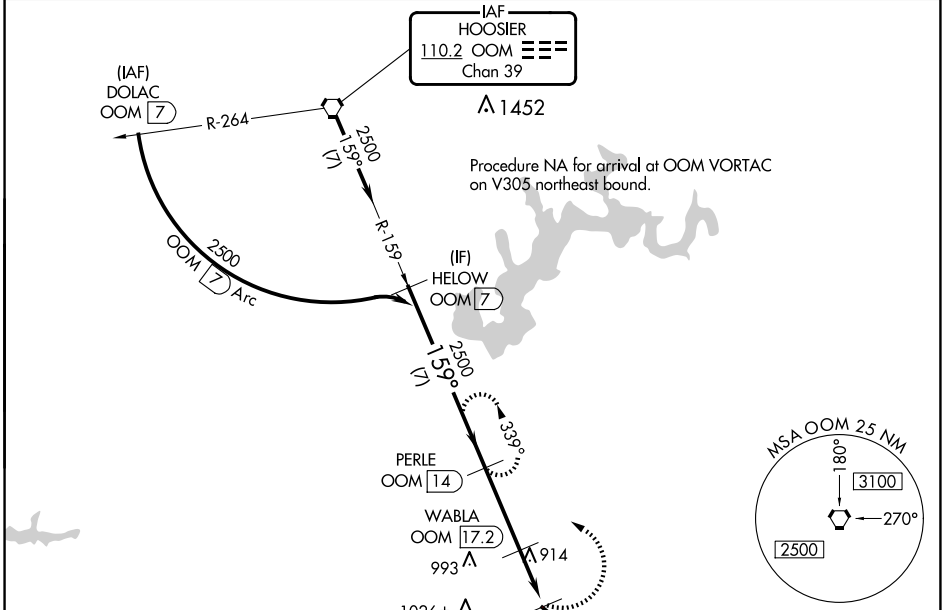 IAF
HOOSIER
110.2 OOM
Chan 39
(IAF)
DOLAC
OOM 7
R-264
1452
2500
159°
(7)
Procedure NA for arrival at OOM VORTAC
on V305 northeast bound.
R-159
2500
OOM 7 Arc
(IF)
HELOW
OOM 7
2500
159°
(7)
339°
PERLE
OOM 14
WABLA
OOM 17.2
993
914
MSA OOM 25 NM
180°
3100
270°
2500